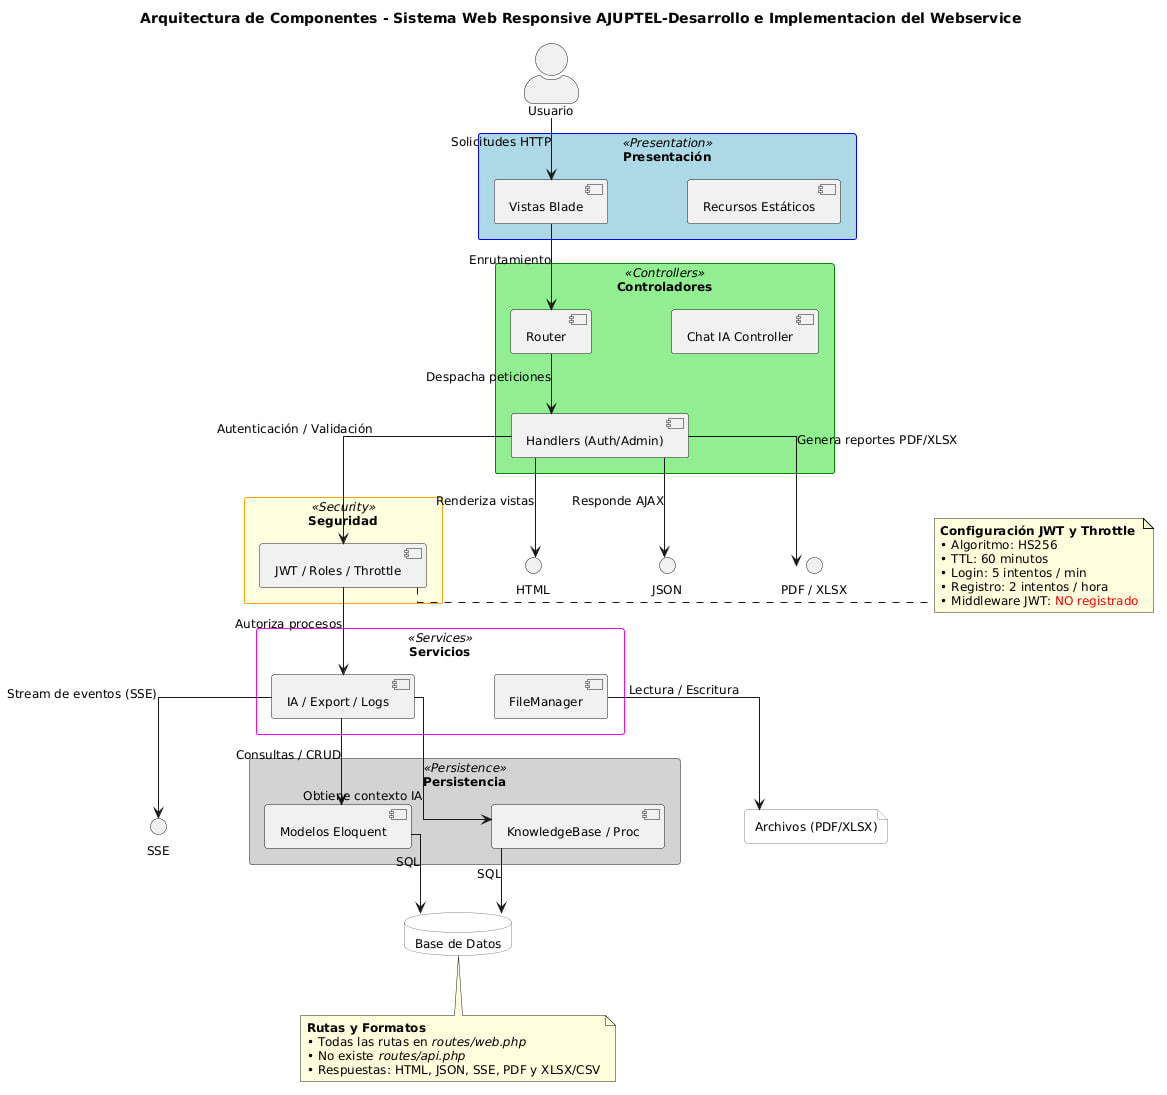 Arquitectura de Componentes - Sistema Web Responsive AJUPTEL-Desarrollo e Implementacion del Webservice
Usuario
Solicitudes HTTP
«Presentation»
Presentación
Vistas Blade
Recursos Estáticos
Enrutamiento
«Controllers»
Controladores
Router
Chat IA Controller
Despacha peticiones
Handlers (Auth/Admin)
Autenticación / Validación
Genera reportes PDF/XLSX
Renderiza vistas
Responde AJAX
«Security»
Seguridad
JWT / Roles / Throttle
HTML
JSON
PDF / XLSX
Configuración JWT y Throttle
• Algoritmo: HS256
• TTL: 60 minutos
• Login: 5 intentos / min
• Registro: 2 intentos / hora
• Middleware JWT: NO registrado
Autoriza procesos
«Services»
Servicios
IA / Export / Logs
FileManager
Stream de eventos (SSE)
Lectura / Escritura
Consultas / CRUD
«Persistence»
Persistencia
Obtiene contexto IA
Modelos Eloquent
KnowledgeBase / Proc
Archivos (PDF/XLSX)
SSE
SQL
SQL
Base de Datos
Rutas y Formatos
• Todas las rutas en routes/web.php
• No existe routes/api.php
• Respuestas: HTML, JSON, SSE, PDF y XLSX/CSV